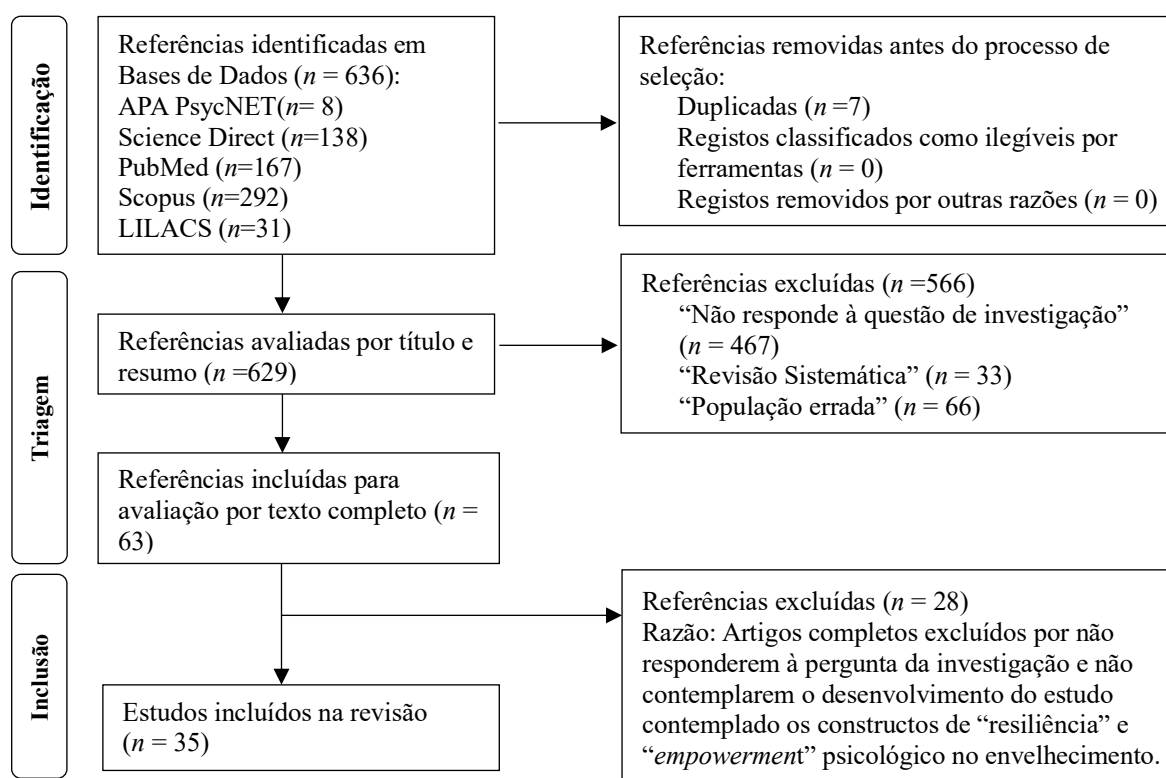 Identificação
Referências identificadas em
Bases de Dados (n = 636):
APA PsycNET(n= 8)
Science Direct (n=138)
PubMed (n=167)
Scopus (n=292)
LILACS (n=31)
Referências removidas antes do processo de
seleção:
Duplicadas (n =7)
Registos classificados como ilegíveis por
ferramentas (n = 0)
Registos removidos por outras razões (n = 0)
Triagem
Referências avaliadas por título e
resumo (n =629)
Referências excluídas (n =566)
“Não responde à questão de investigação”
(n = 467)
“Revisão Sistemática” (n = 33)
“População errada” (n = 66)
Referências incluídas para
avaliação por texto completo (n =
63)
Inclusão
Referências excluídas (n = 28)
Razão: Artigos completos excluídos por não
responderem à pergunta da investigação e não
contemplarem o desenvolvimento do estudo
contemplado os constructos de “resiliência” e
“empowerment” psicológico no envelhecimento.
Estudos incluídos na revisão
(n = 35)